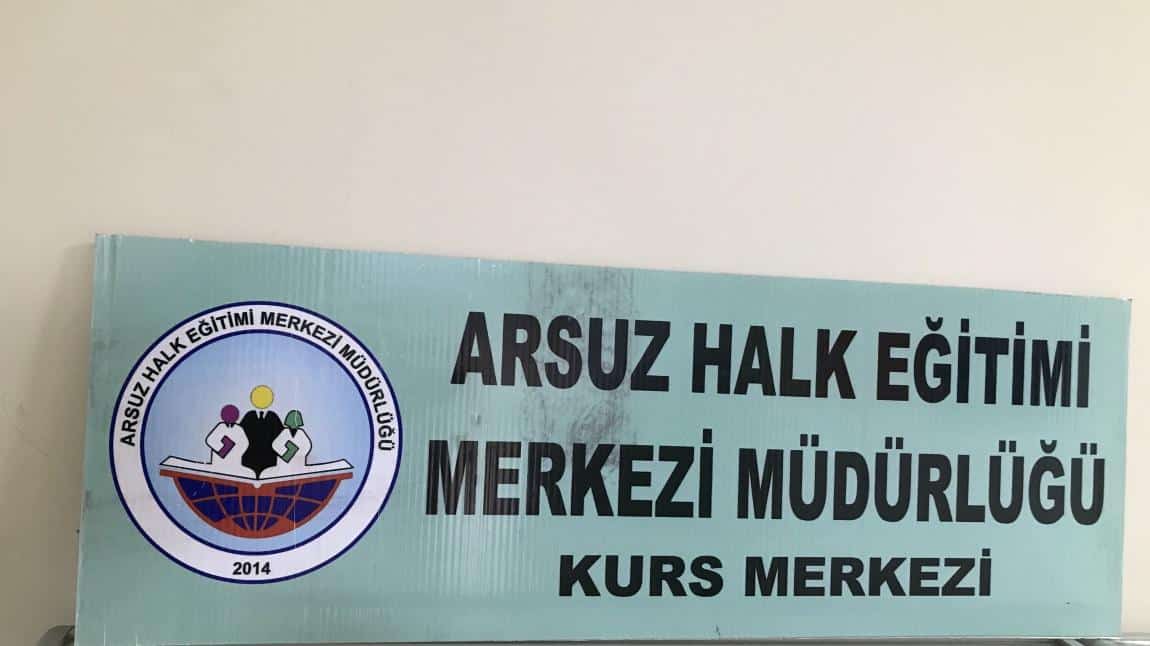 ARSUZ HALK EĞİTİMİ MERKEZİ MÜDÜRLÜĞÜ
2014
ARSUZ HALK EĞİTİMİ
MERKEZİ MÜDÜRLÜĞÜ
KURS MERKEZİ